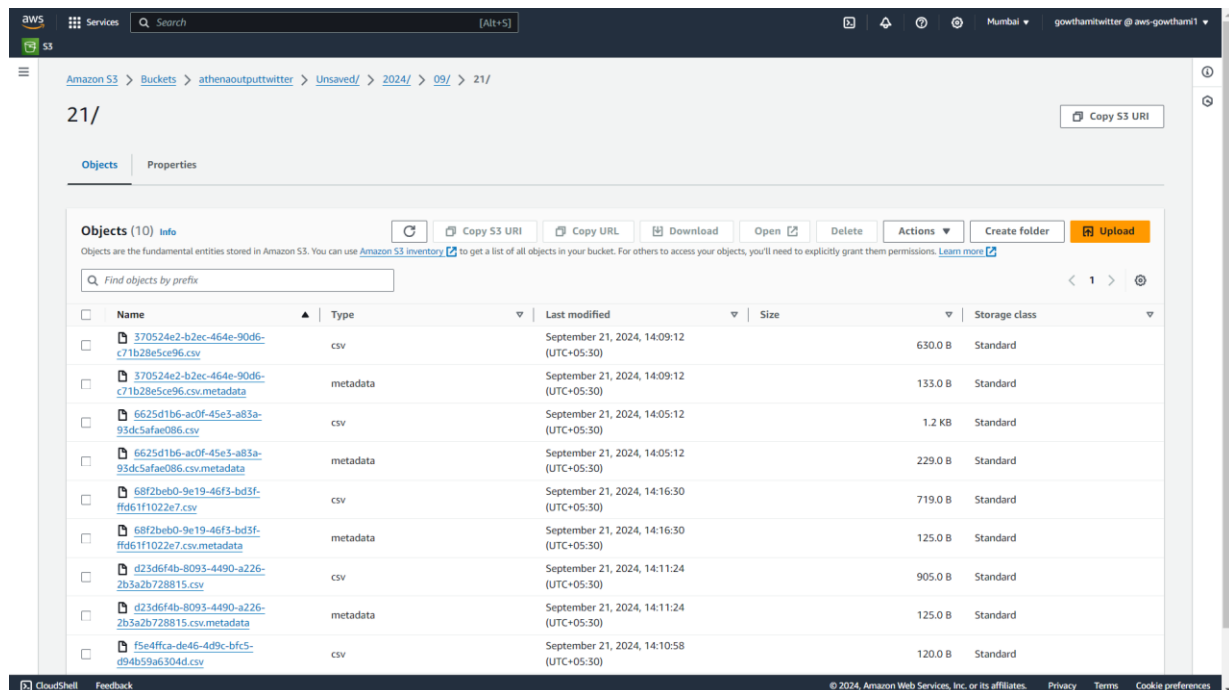 aws
Services
Search
[Alt+S]
Mumbai
gowthamitwitter @ aws-gowthami1
S3
Amazon S3 > Buckets > athenaoutputtwitter > Unsaved/ > 2024/ > 09/ > 21/
21/
Copy S3 URI
Objects
Properties
Objects (10) Info
Copy S3 URI
Copy URL
Download
Open
Delete
Actions
Create folder
Upload
Objects are the fundamental entities stored in Amazon S3. You can use Amazon S3 inventory to get a list of all objects in your bucket. For others to access your objects, you'll need to explicitly grant them permissions. Learn more
Find objects by prefix
< 1 >
Name Type Last modified Size Storage class
370524e2-b2ec-464e-90d6-
c71b28e5ce96.csv
csv
September 21, 2024, 14:09:12
(UTC+05:30)
630.0 B
Standard
370524e2-b2ec-464e-90d6-
c71b28e5ce96.csv.metadata
metadata
September 21, 2024, 14:09:12
(UTC+05:30)
133.0 B
Standard
6625d1b6-ac0f-45e3-a83a-
93dc5afae086.csv
csv
September 21, 2024, 14:05:12
(UTC+05:30)
1.2 KB
Standard
6625d1b6-ac0f-45e3-a83a-
93dc5afae086.csv.metadata
metadata
September 21, 2024, 14:05:12
(UTC+05:30)
229.0 B
Standard
68f2beb0-9e19-46f3-bd3f-
ffd61f1022e7.csv
csv
September 21, 2024, 14:16:30
(UTC+05:30)
719.0 B
Standard
68f2beb0-9e19-46f3-bd3f-
ffd61f1022e7.csv.metadata
metadata
September 21, 2024, 14:16:30
(UTC+05:30)
125.0 B
Standard
d23d6f4b-8093-4490-a226-
2b3a2b728815.csv
csv
September 21, 2024, 14:11:24
(UTC+05:30)
905.0 B
Standard
d23d6f4b-8093-4490-a226-
2b3a2b728815.csv.metadata
metadata
September 21, 2024, 14:11:24
(UTC+05:30)
125.0 B
Standard
f5e4ffca-de46-4d9c-bfc5-
d94b59a6304d.csv
csv
September 21, 2024, 14:10:58
(UTC+05:30)
120.0 B
Standard
CloudShell
Feedback
© 2024, Amazon Web Services, Inc. or its affiliates.
Privacy
Terms
Cookie preferences